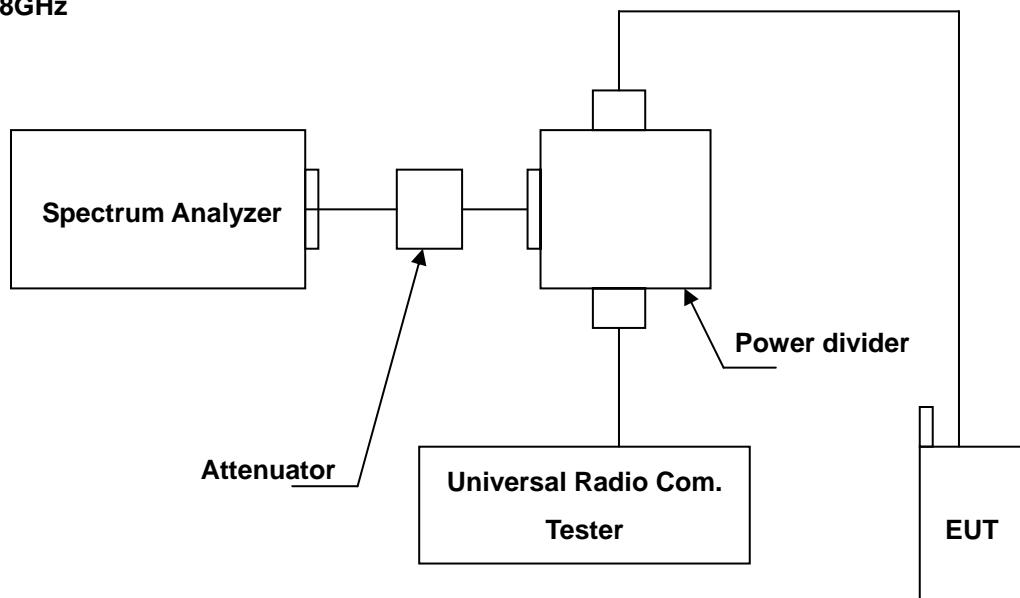 8GHz
Spectrum Analyzer
Power divider
Attenuator
Universal Radio Com.
Tester
EUT